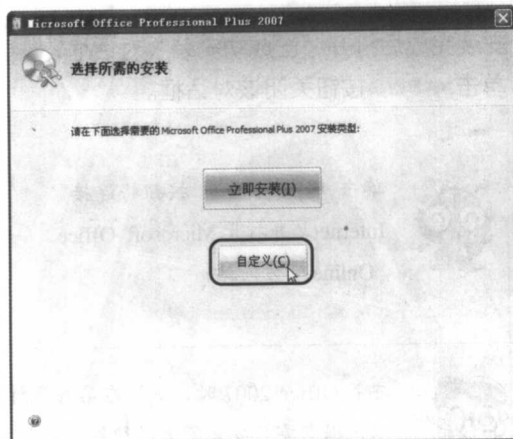 Microsoft Office Professional Plus 2007
选择所需的安装
请在下面选择需要的 Microsoft Office Professional Plus 2007 安装类型:
立即安装(I)
自定义(C)